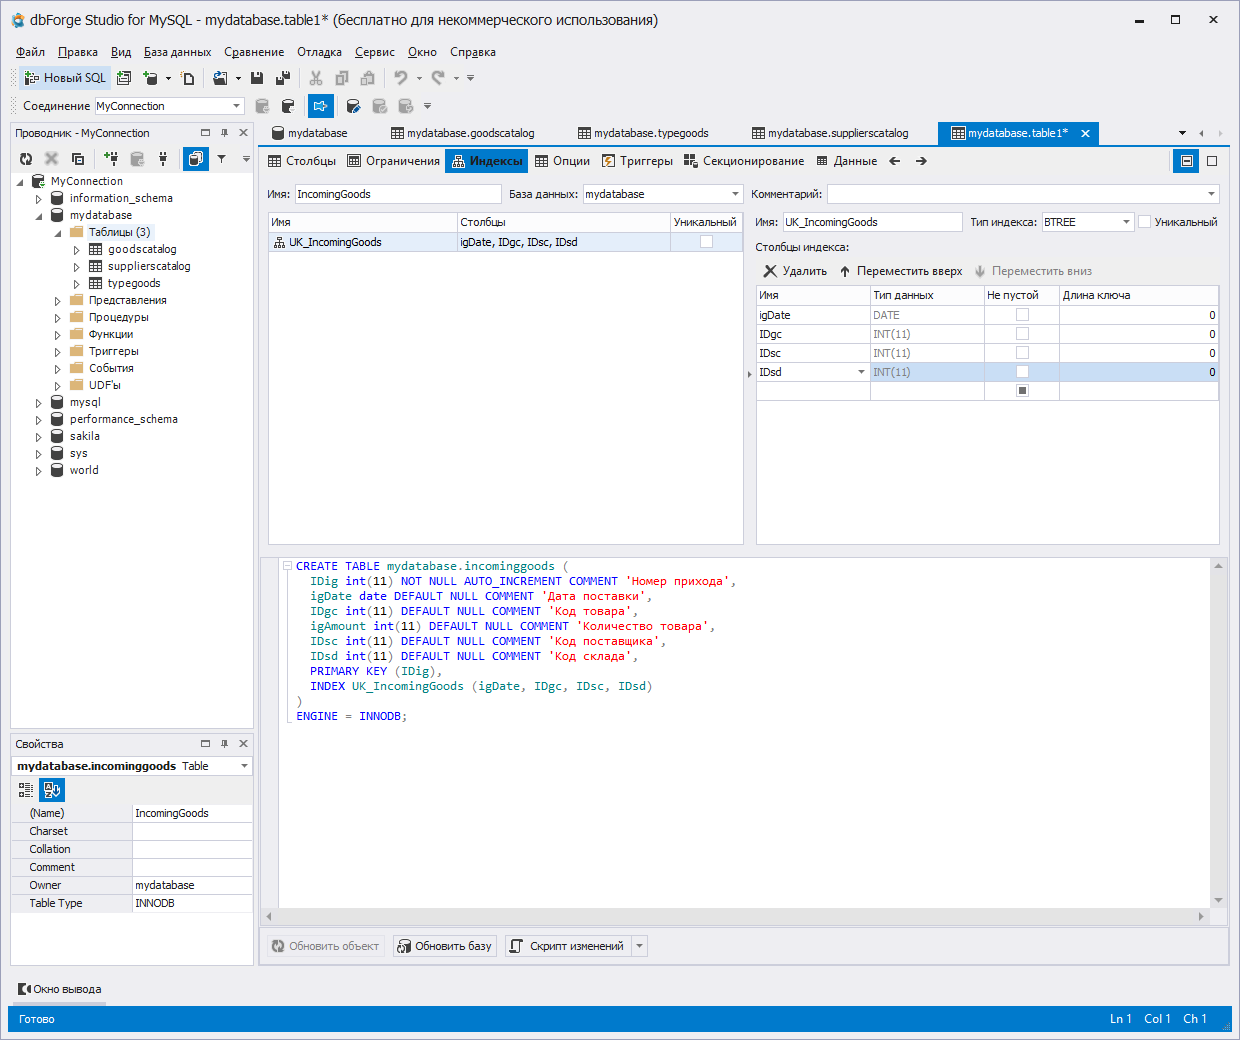 dbForge Studio for MySQL - mydatabase.table1* (бесплатно для некоммерческого использования)
Файл Правка Вид База данных Сравнение Отладка Сервис Окно Справка
Новый SQL
Соединение MyConnection
Проводник - MyConnection
MyConnection
information_schema
mydatabase
Таблицы (3)
goodscatalog
supplierscatalog
typegoods
Представления
Процедуры
Функции
Триггеры
События
UDF'ы
mysql
performance_schema
sakila
sys
world
Свойства
mydatabase.incominggoods Table
(Name) IncomingGoods
Charset
Collation
Comment
Owner mydatabase
Table Type INNODB
mydatabase mydatabase.goodscatalog mydatabase.typegoods mydatabase.supplierscatalog mydatabase.table1*
Столбцы Ограничения Индексы Опции Триггеры Секционирование Данные
Имя: IncomingGoods База данных: mydatabase Комментарий:
Имя Столбцы Уникальный
UK_IncomingGoods igDate, IDgc, IDsc, IDsd
Имя: UK_IncomingGoods Тип индекса: BTREE Уникальный
Столбцы индекса:
Удалить Переместить вверх Переместить вниз
Имя Тип данных Не пустой Длина ключа
igDate DATE 0
IDgc INT(11) 0
IDsc INT(11) 0
IDsd INT(11) 0
CREATE TABLE mydatabase.incominggoods (
IDig int(11) NOT NULL AUTO_INCREMENT COMMENT 'Номер прихода',
igDate date DEFAULT NULL COMMENT 'Дата поставки',
IDgc int(11) DEFAULT NULL COMMENT 'Код товара',
igAmount int(11) DEFAULT NULL COMMENT 'Количество товара',
IDsc int(11) DEFAULT NULL COMMENT 'Код поставщика',
IDsd int(11) DEFAULT NULL COMMENT 'Код склада',
PRIMARY KEY (IDig),
INDEX UK_IncomingGoods (igDate, IDgc, IDsc, IDsd)
)
ENGINE = INNODB;
Обновить объект Обновить базу Скрипт изменений
Окно вывода
Готово Ln 1 Col 1 Ch 1